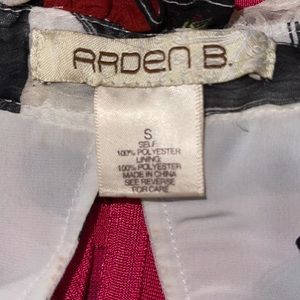 ARDEN B.
S
SELF:
100% POLYESTER
LINING:
100% POLYESTER
MADE IN CHINA
SEE REVERSE
FOR CARE